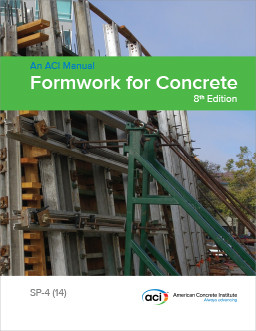 An ACI Manual
Formwork for Concrete
8th Edition
SP-4 (14)
aci
American Concrete Institute
Always advancing